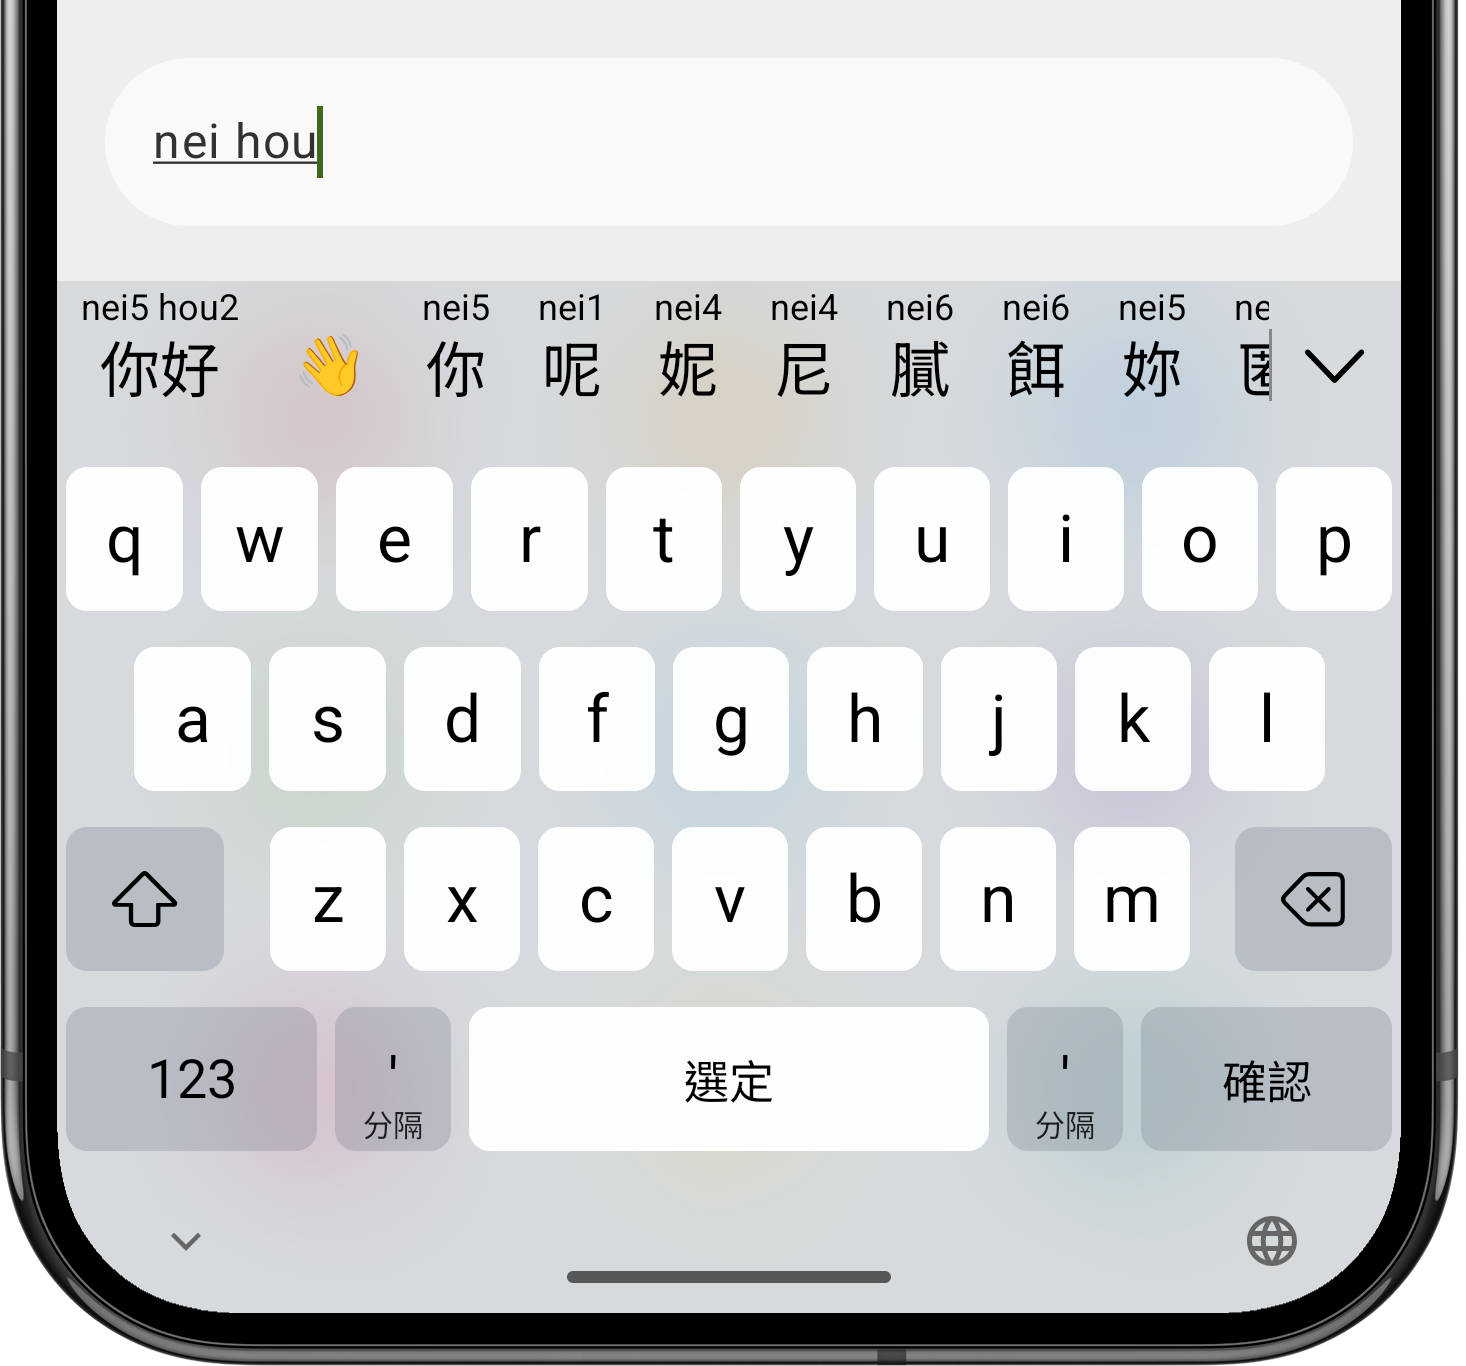 nei hou
nei5 hou2 nei5 nei1 nei4 nei4 nei6 nei6 nei5 ne
你好 👋 你 呢 妮 尼 膩 餌 妳
q w e r t y u i o p
a s d f g h j k l
z x c v b n m
123 ' 選定 ' 確認
分隔 分隔